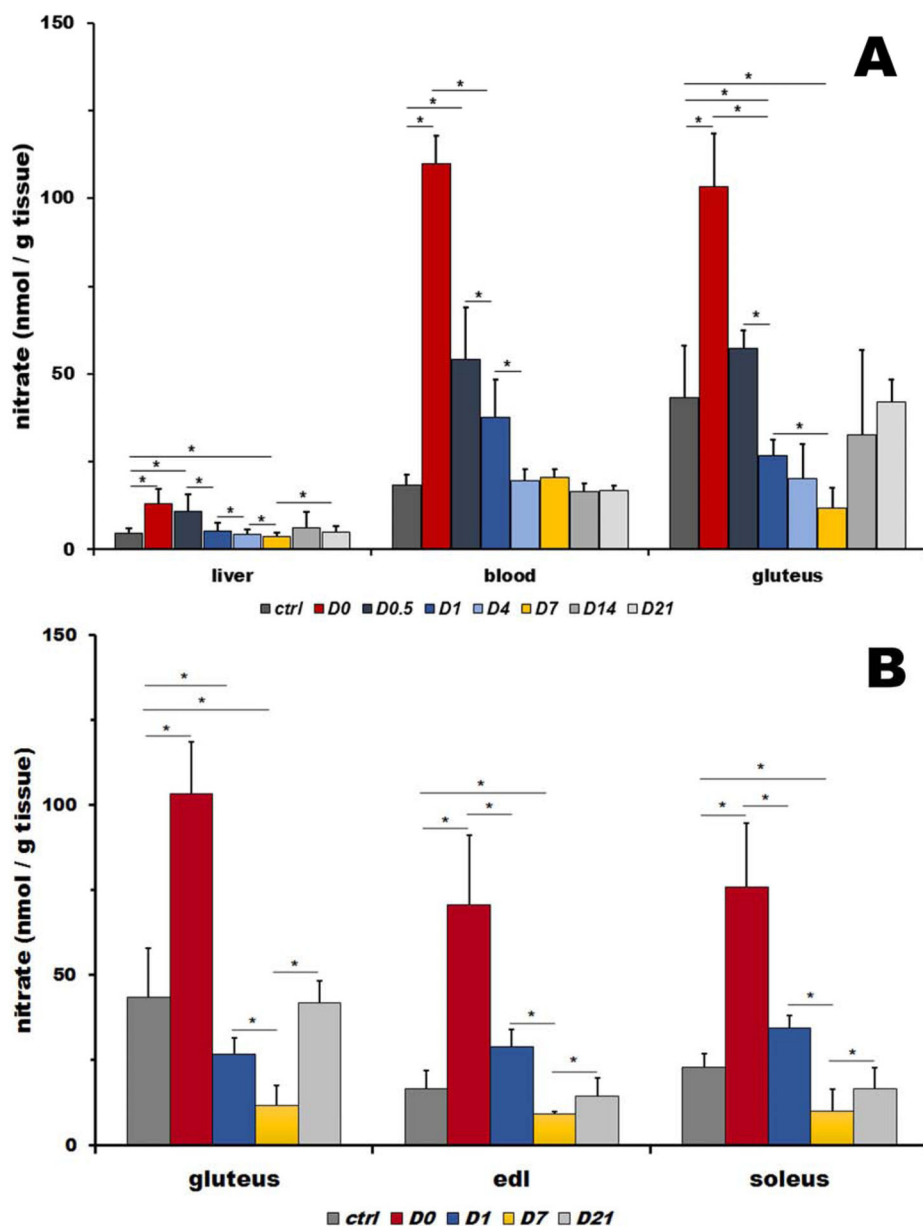 A
nitrate (nmol / g tissue)
150
100
50
0
* * * * * * * * * * * * * * * * * * *
liver blood gluteus
ctrl D0 D0.5 D1 D4 D7 D14 D21
B
nitrate (nmol / g tissue)
150
100
50
0
* * * * * * * * * * * * * * *
gluteus edl soleus
ctrl D0 D1 D7 D21